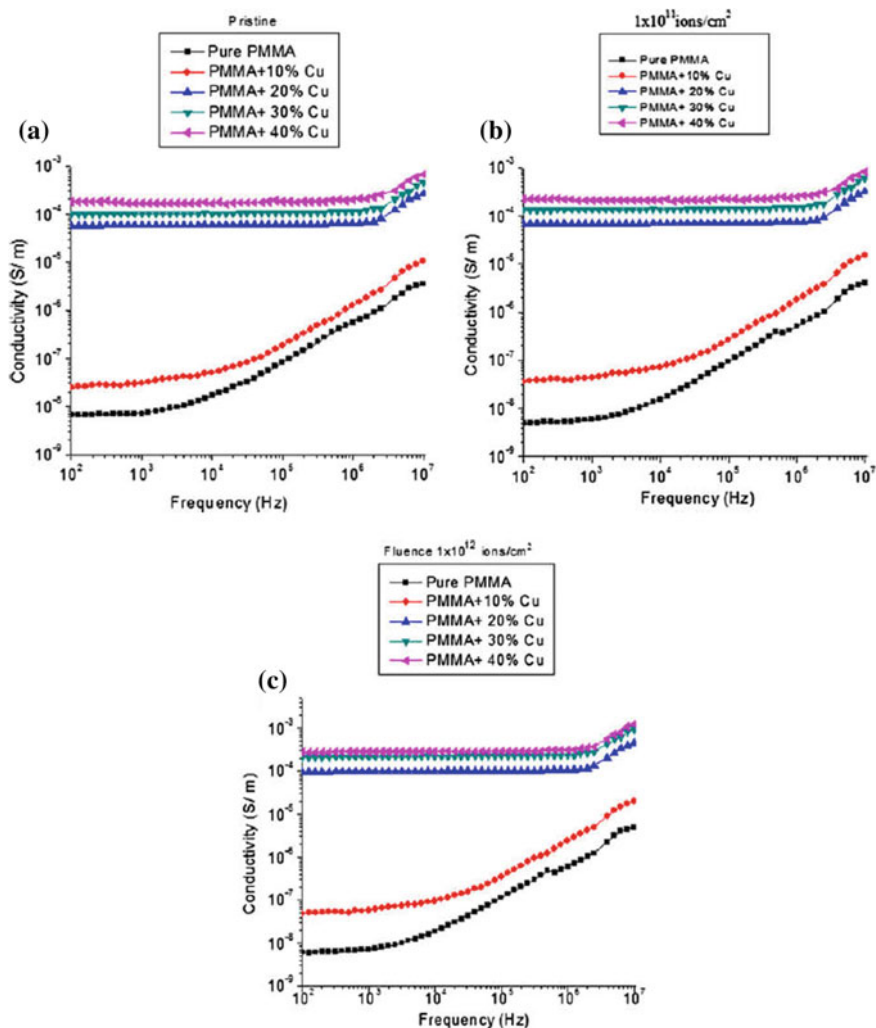 Pristine
Pure PMMA
PMMA+10% Cu
PMMA+ 20% Cu
PMMA+ 30% Cu
PMMA+ 40% Cu
(a)
10⁻³
10⁻⁴
10⁻⁵
10⁻⁶
10⁻⁷
10⁻⁸
10⁻⁹
Conductivity (S/ m)
10² 10³ 10⁴ 10⁵ 10⁶ 10⁷
Frequency (Hz)
1x10¹¹ions/cm²
Pure PMMA
PMMA+10% Cu
PMMA+ 20% Cu
PMMA+ 30% Cu
PMMA+ 40% Cu
(b)
10⁻³
10⁻⁴
10⁻⁵
10⁻⁶
10⁻⁷
10⁻⁸
10⁻⁹
Conductivity (S/ m)
10² 10³ 10⁴ 10⁵ 10⁶ 10⁷
Frequency (Hz)
Fluence 1x10¹² ions/cm²
Pure PMMA
PMMA+10% Cu
PMMA+ 20% Cu
PMMA+ 30% Cu
PMMA+ 40% Cu
(c)
10⁻³
10⁻⁴
10⁻⁵
10⁻⁶
10⁻⁷
10⁻⁸
10⁻⁹
Conductivity (S/ m)
10² 10³ 10⁴ 10⁵ 10⁶ 10⁷
Frequency (Hz)